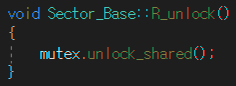 void Sector_Base::R_unlock()
{
    mutex.unlock_shared();
}